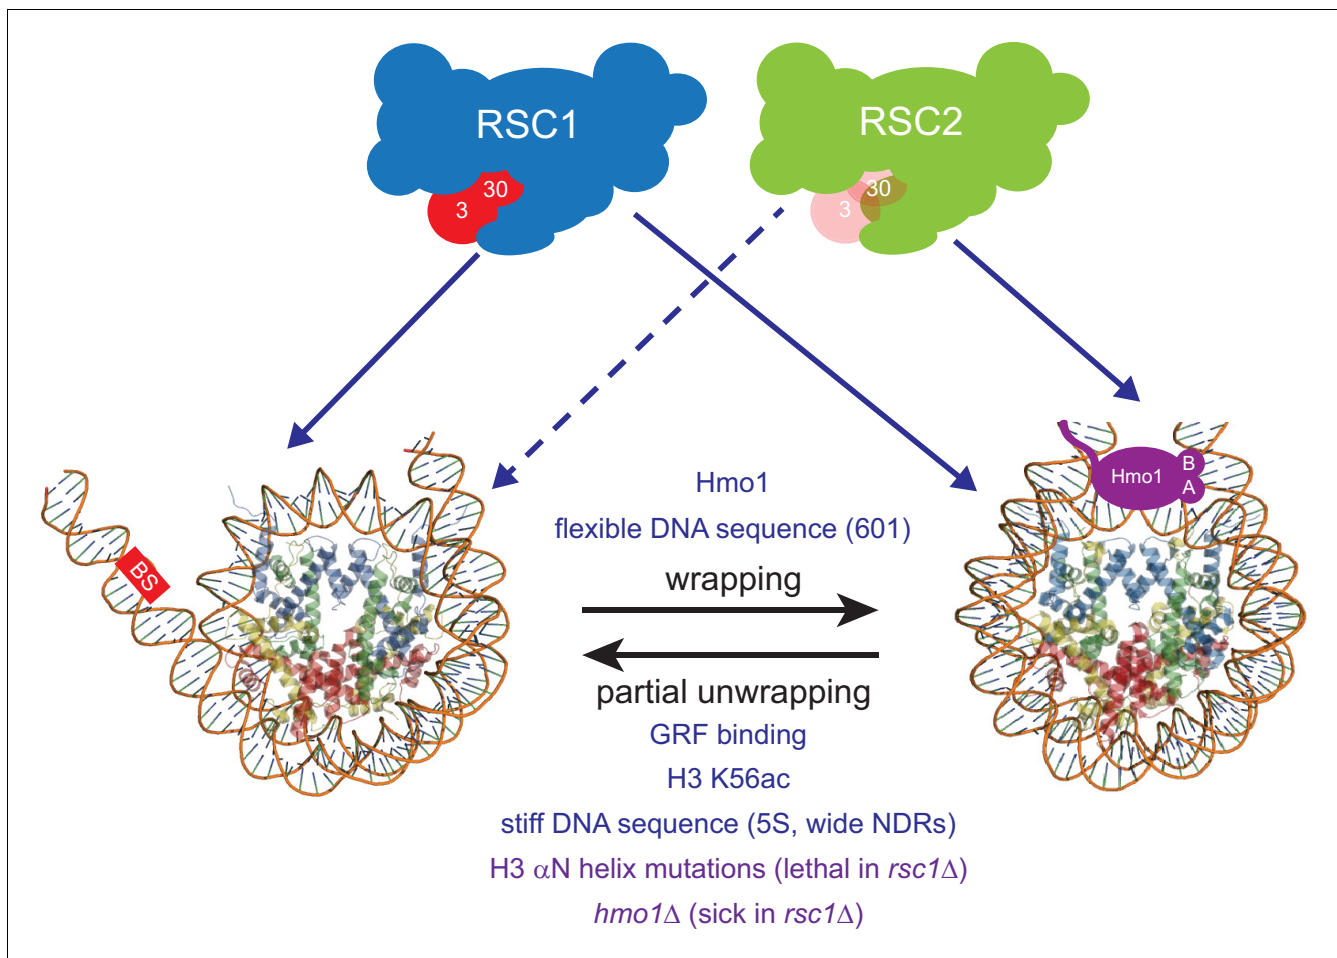 RSC1
RSC2
30
3
30
3
Hmo1
flexible DNA sequence (601)
wrapping
partial unwrapping
GRF binding
H3 K56ac
stiff DNA sequence (5S, wide NDRs)
H3 αN helix mutations (lethal in rsc1Δ)
hmo1Δ (sick in rsc1Δ)
BS
Hmo1
B
A